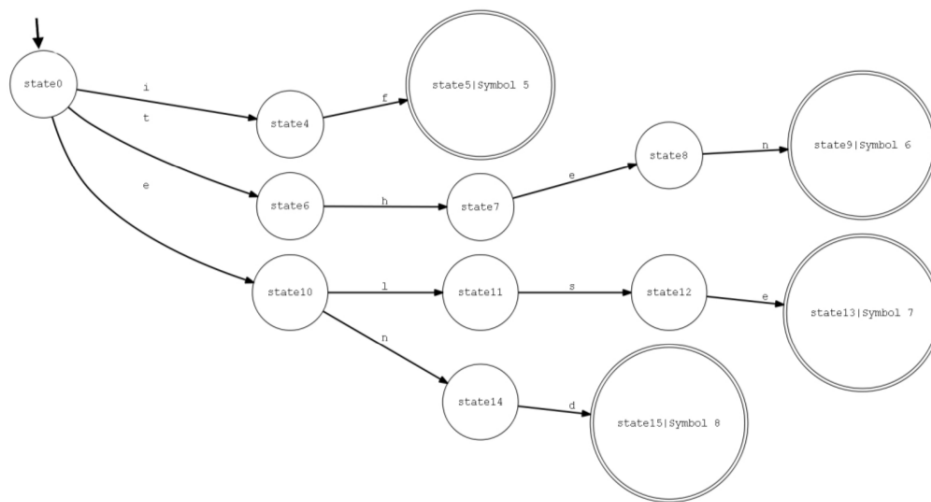 state0
i
t
e
state4
f
state5|Symbol 5
state6
h
state7
e
state8
n
state9|Symbol 6
state10
l
state11
s
state12
e
state13|Symbol 7
n
state14
d
state15|Symbol 8